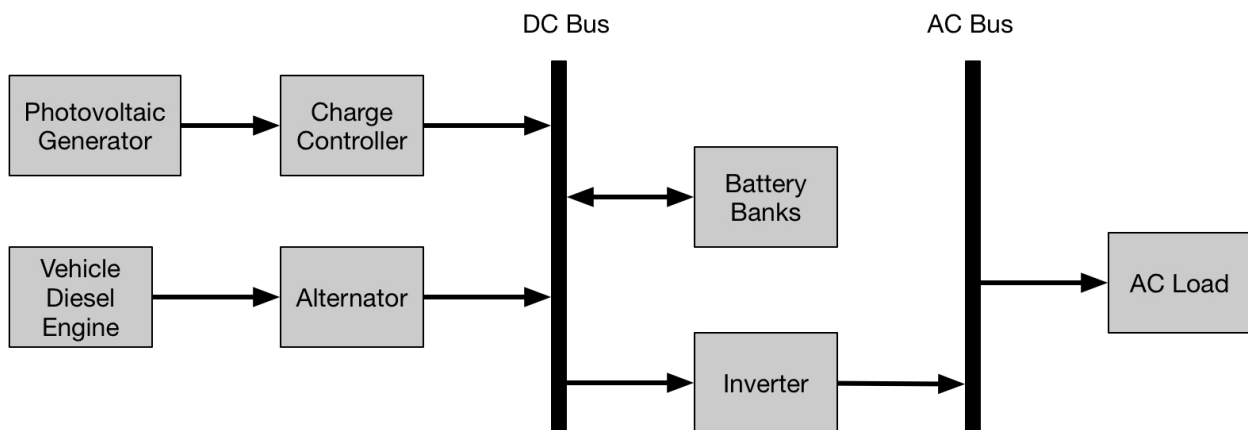 DC Bus
AC Bus
Photovoltaic
Generator
Charge
Controller
Battery
Banks
Vehicle
Diesel
Engine
Alternator
AC Load
Inverter